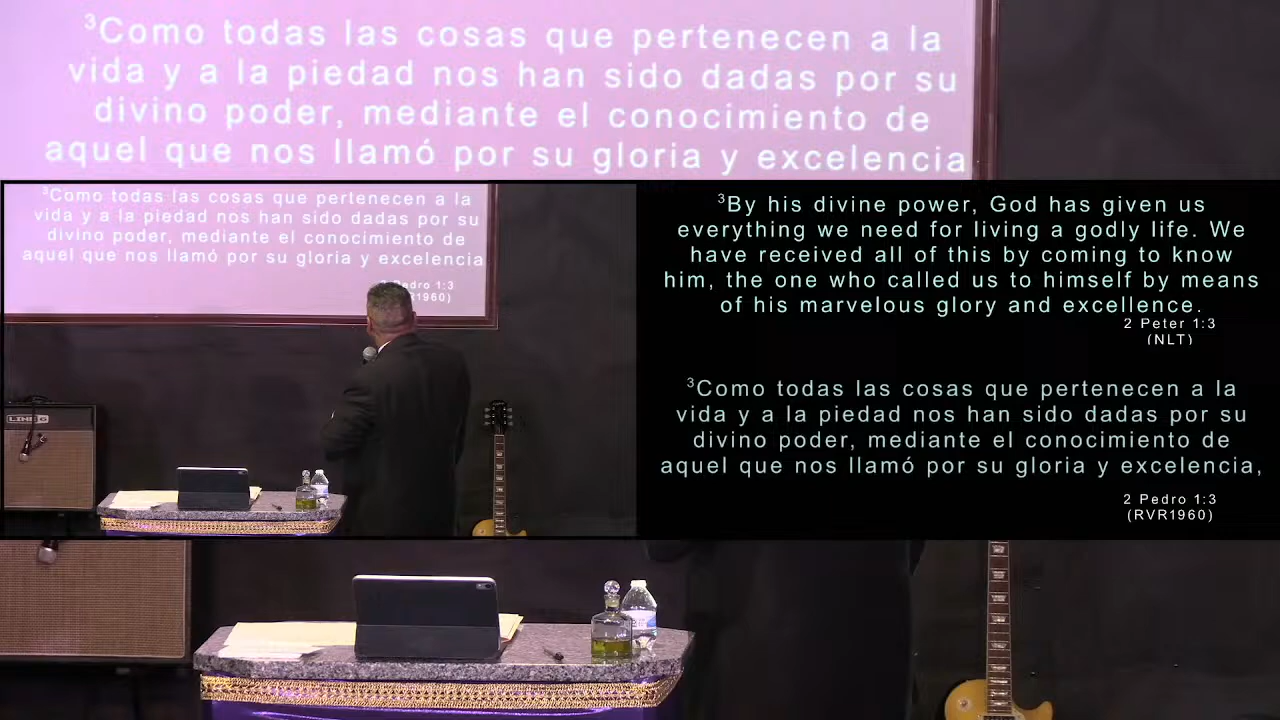 ³Como todas las cosas que pertenecen a la
vida y a la piedad nos han sido dadas por su
divino poder, mediante el conocimiento de
aquel que nos llamó por su gloria y excelencia
³Como todas las cosas que pertenecen a la
vida y a la piedad nos han sido dadas por su
divino poder, mediante el conocimiento de
aquel que nos llamó por su gloria y excelencia
Pedro 1:3
LINE 6
³By his divine power, God has given us
everything we need for living a godly life. We
have received all of this by coming to know
him, the one who called us to himself by means
of his marvelous glory and excellence.
2 Peter 1:3
(NLT)
³Como todas las cosas que pertenecen a la
vida y a la piedad nos han sido dadas por su
divino poder, mediante el conocimiento de
aquel que nos llamó por su gloria y excelencia,
2 Pedro 1:3
(RVR1960)